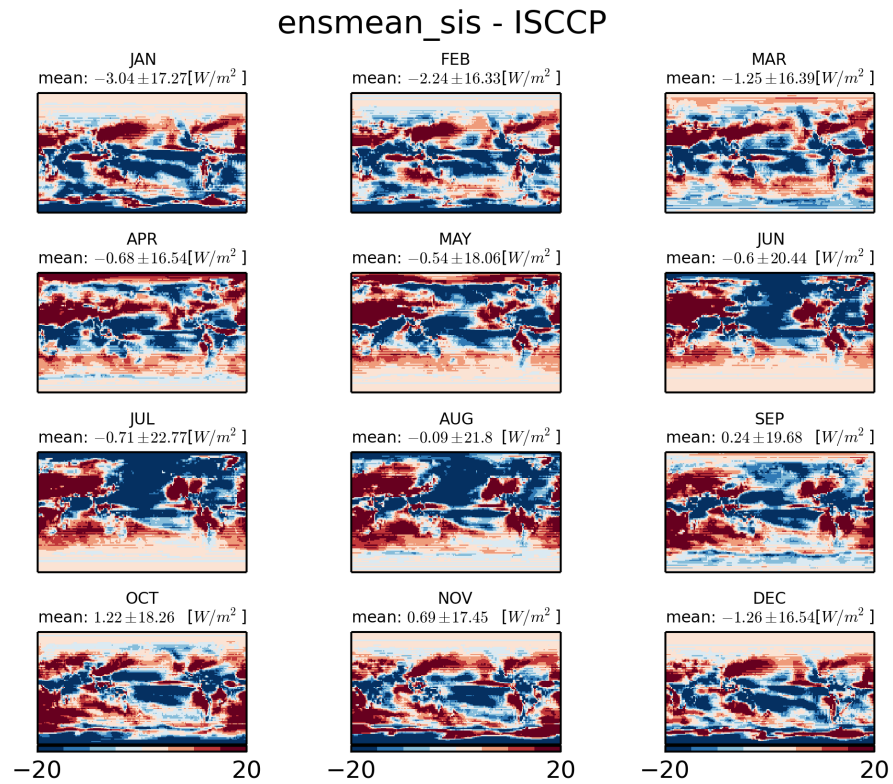 ensmean_sis - ISCCP
JAN FEB MAR
mean: −3.04±17.27[W/m²] mean: −2.24±16.33[W/m²] mean: −1.25±16.39[W/m²]
APR MAY JUN
mean: −0.68±16.54[W/m²] mean: −0.54±18.06[W/m²] mean: −0.6±20.44 [W/m²]
JUL AUG SEP
mean: −0.71±22.77[W/m²] mean: −0.09±21.8 [W/m²] mean: 0.24±19.68 [W/m²]
OCT NOV DEC
mean: 1.22±18.26 [W/m²] mean: 0.69±17.45 [W/m²] mean: −1.26±16.54[W/m²]
−20 20 −20 20 −20 20